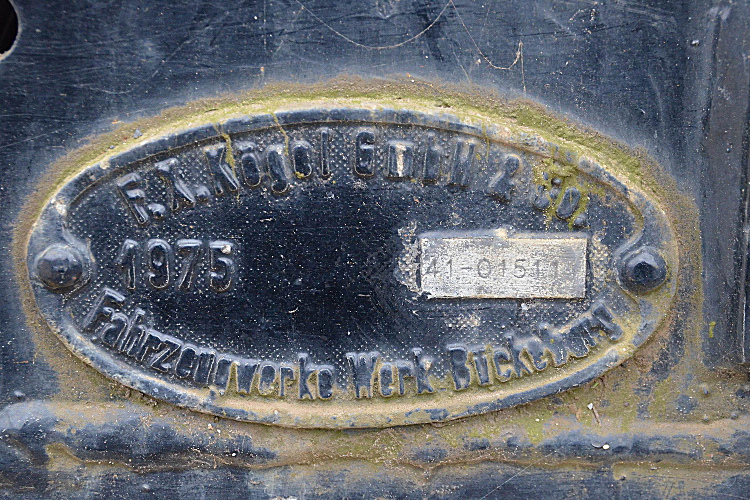 F.X. Kögel GmbH & Co.
1975
41-01511
Fahrzeugwerke Werk Bückeburg